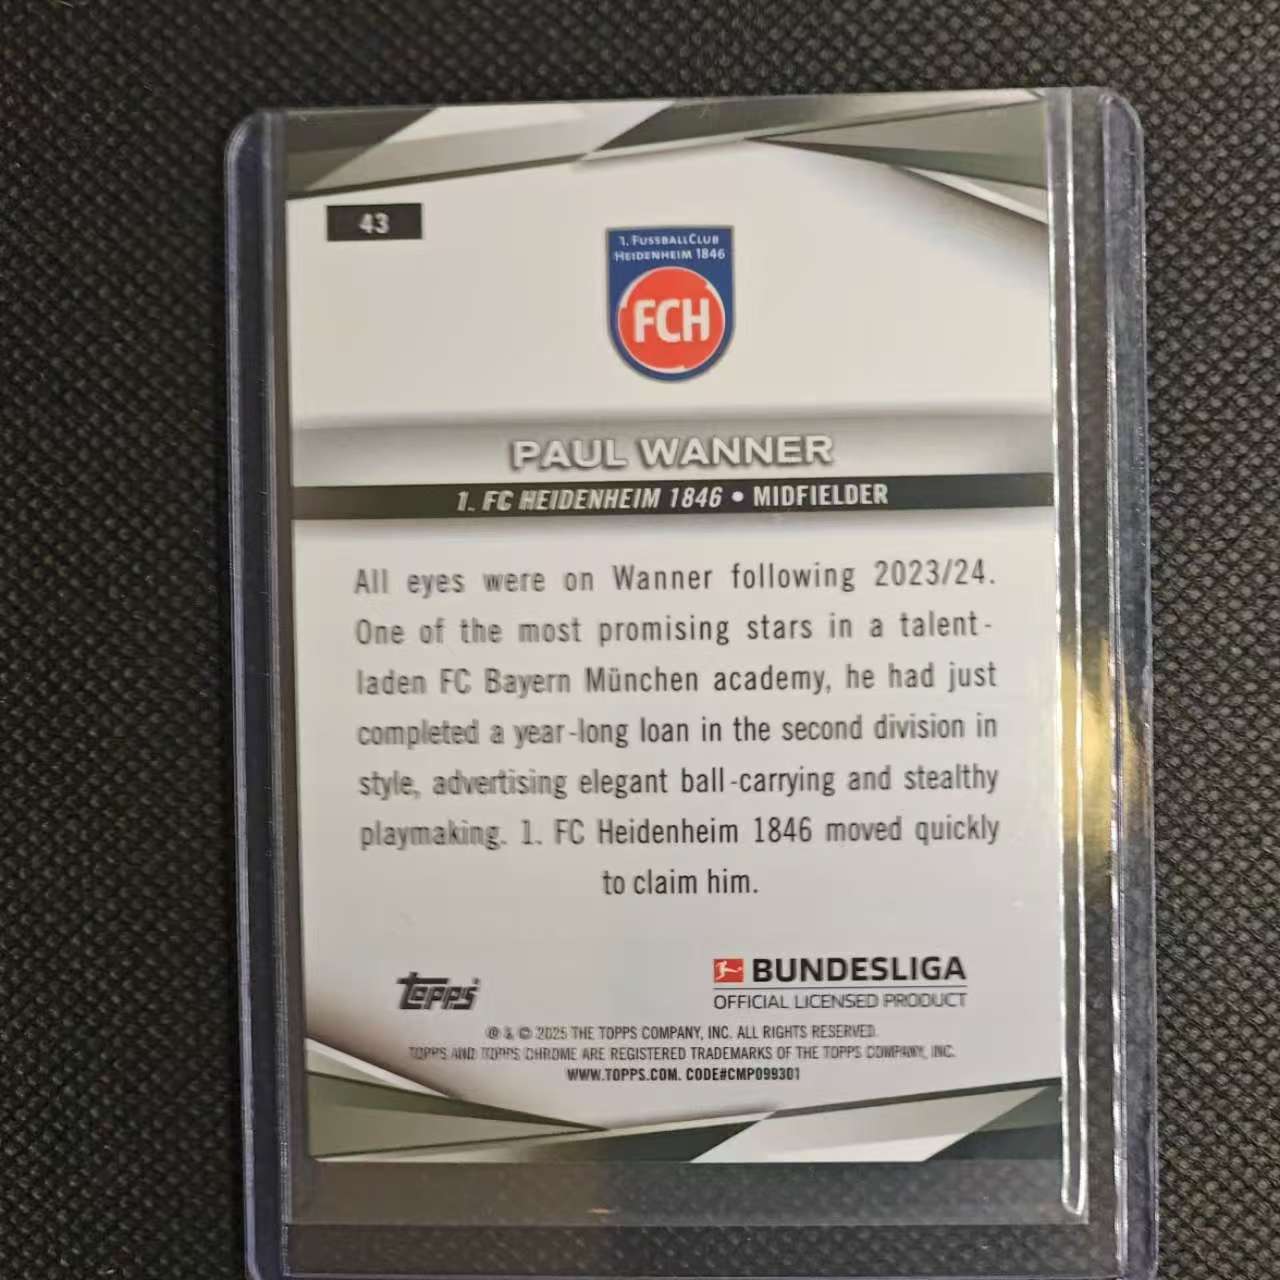 43
1. FUSSBALLCLUB
HEIDENHEIM 1846
FCH
PAUL WANNER
1. FC HEIDENHEIM 1846 • MIDFIELDER
All eyes were on Wanner following 2023/24.
One of the most promising stars in a talent-
laden FC Bayern München academy, he had just
completed a year-long loan in the second division in
style, advertising elegant ball-carrying and stealthy
playmaking. 1. FC Heidenheim 1846 moved quickly
to claim him.
topps
BUNDESLIGA
OFFICIAL LICENSED PRODUCT
® & © 2025 THE TOPPS COMPANY, INC. ALL RIGHTS RESERVED.
TOPPS AND TOPPS CHROME ARE REGISTERED TRADEMARKS OF THE TOPPS COMPANY, INC.
WWW.TOPPS.COM. CODE#CMP099301